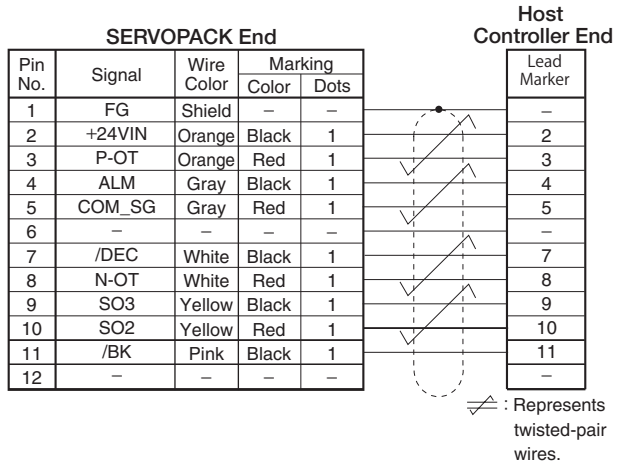 Host
SERVOPACK End Controller End
Pin No. Signal Wire Color Marking Lead Marker
Color Dots
1 FG Shield – – –
2 +24VIN Orange Black 1 2
3 P-OT Orange Red 1 3
4 ALM Gray Black 1 4
5 COM_SG Gray Red 1 5
6 – – – – –
7 /DEC White Black 1 7
8 N-OT White Red 1 8
9 SO3 Yellow Black 1 9
10 SO2 Yellow Red 1 10
11 /BK Pink Black 1 11
12 – – – – –
: Represents
twisted-pair
wires.